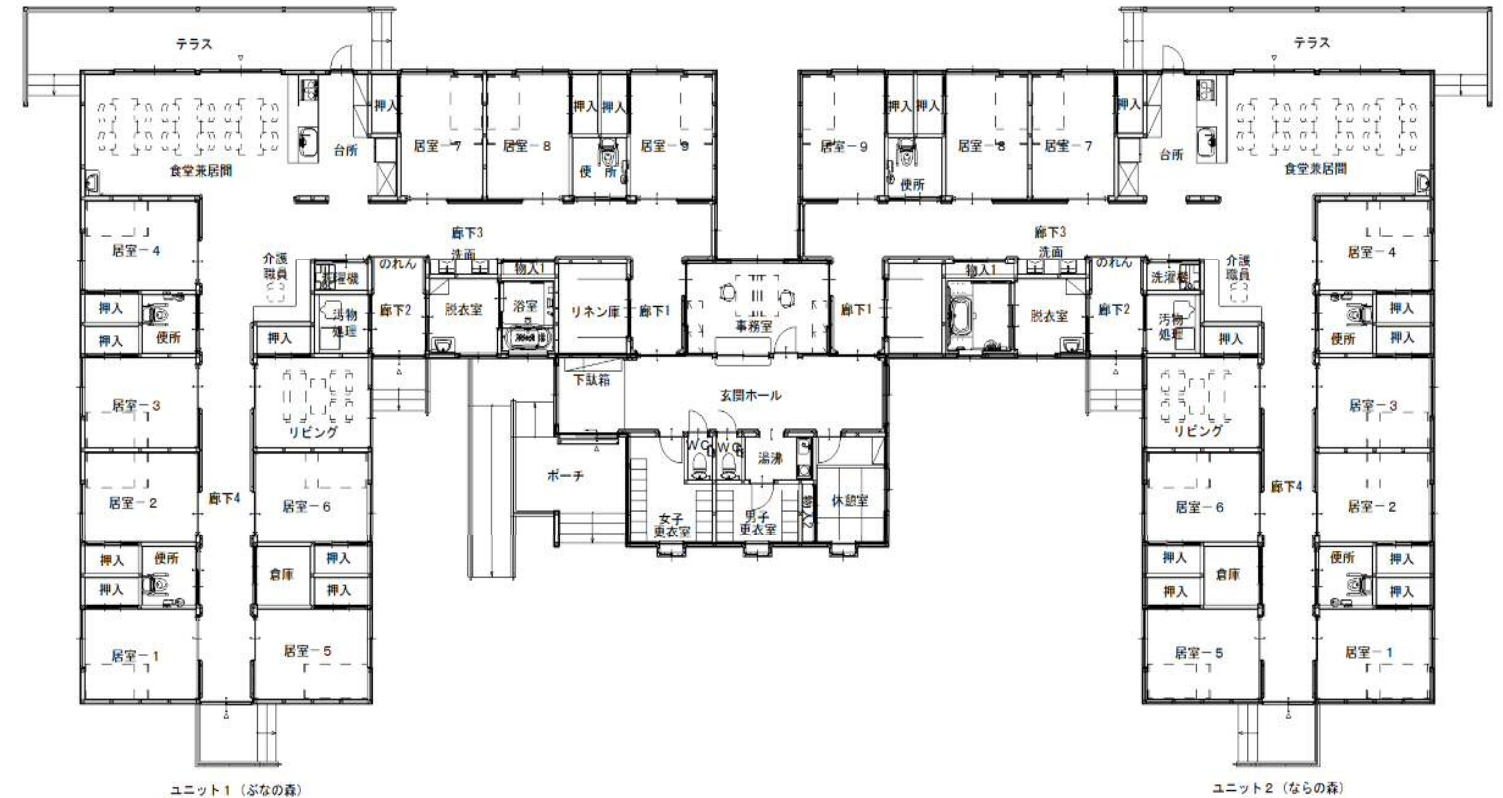 テラス
テラス
押入
居室-7
居室-8
押入
押入
居室-9
居室-9
押入
押入
居室-8
居室-7
押入
台所
便所
便所
台所
食堂兼居間
食堂兼居間
廊下3
廊下3
居室-4
介護
職員
のれん
洗面
物入1
物入1
洗面
のれん
洗濯機
介護
職員
居室-4
押入
押入
便所
汚物
処理
押入
廊下2
脱衣室
浴室
リネン庫
廊下1
事務室
廊下1
脱衣室
廊下2
汚物
処理
押入
便所
押入
押入
下駄箱
玄関ホール
居室-3
リビング
リビング
居室-3
WC
WC
湯沸
ポーチ
居室-2
廊下4
居室-6
女子
更衣室
男子
更衣室
物入2
休憩室
居室-6
廊下4
居室-2
押入
押入
便所
倉庫
押入
押入
押入
押入
倉庫
便所
押入
押入
居室-1
居室-5
居室-5
居室-1
ユニット1(ぶなの森)
ユニット2(ならの森)